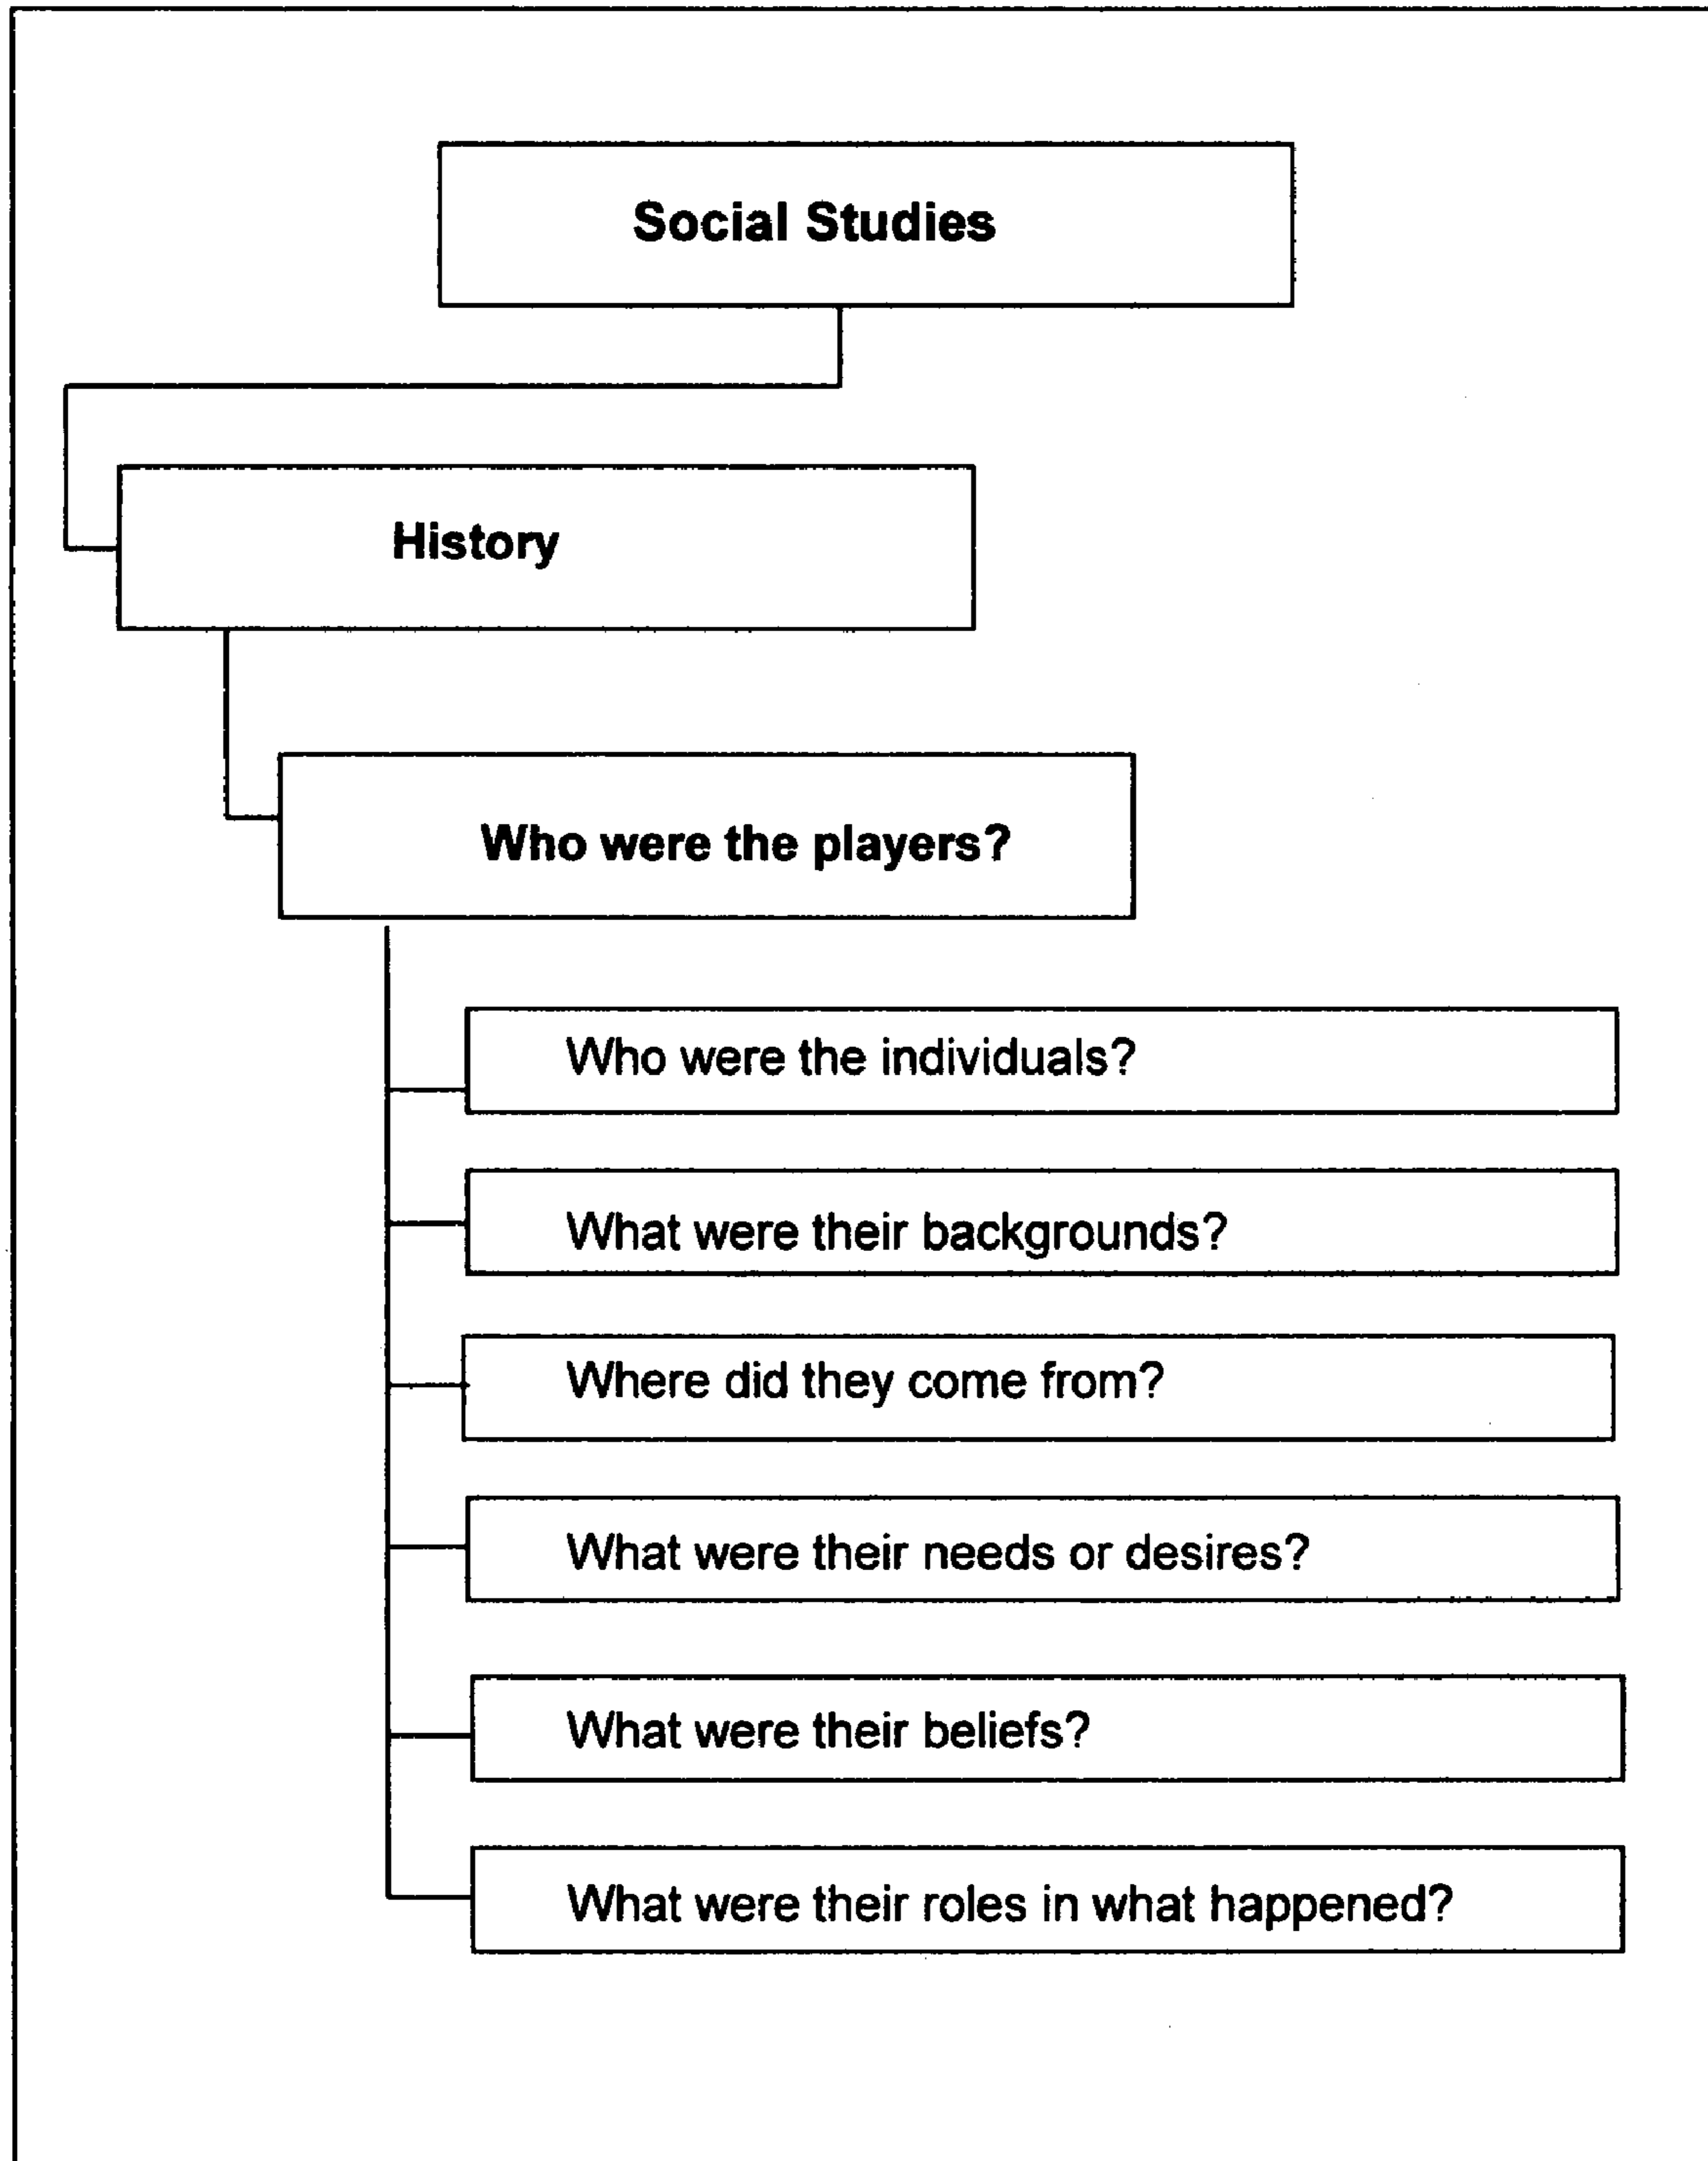 Social Studies
History
Who were the players?
Who were the individuals?
What were their backgrounds?
Where did they come from?
What were their needs or desires?
What were their beliefs?
What were their roles in what happened?